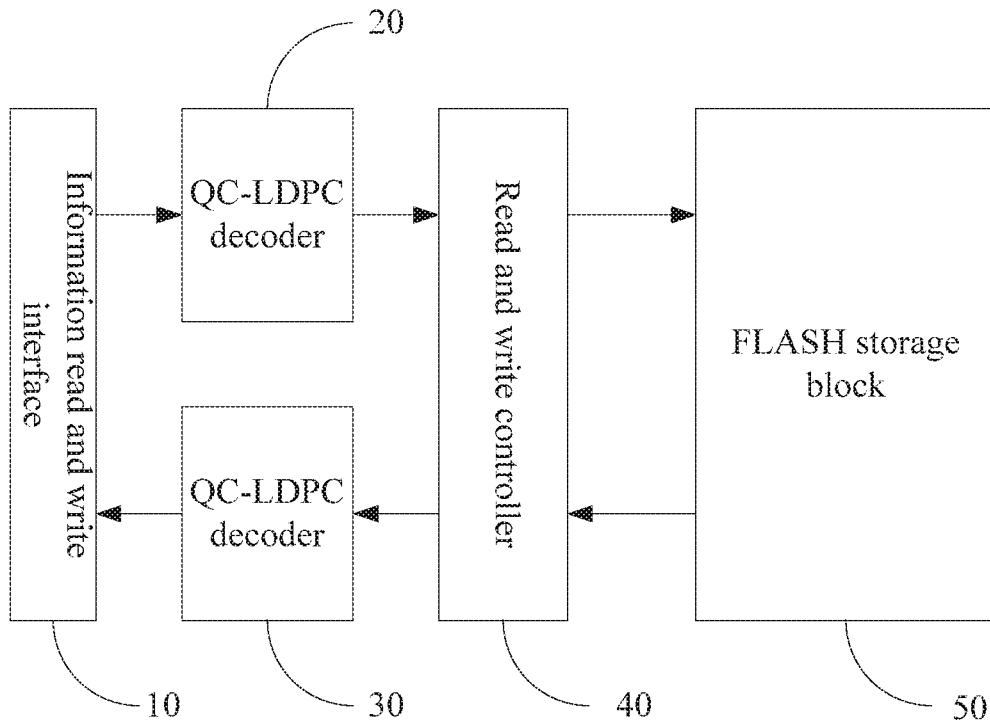 20
Information read and write
interface
QC-LDPC
decoder
QC-LDPC
decoder
Read and write controller
FLASH storage
block
10
30
40
50